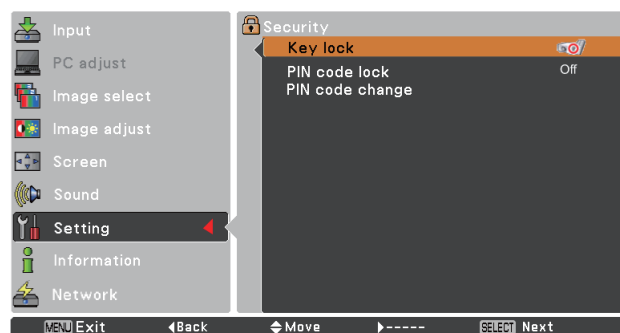 Input
PC adjust
Image select
Image adjust
Screen
Sound
Setting
Information
Network
Security
Key lock
PIN code lock Off
PIN code change
MENU Exit ◀Back ◆Move ▶----- SELECT Next